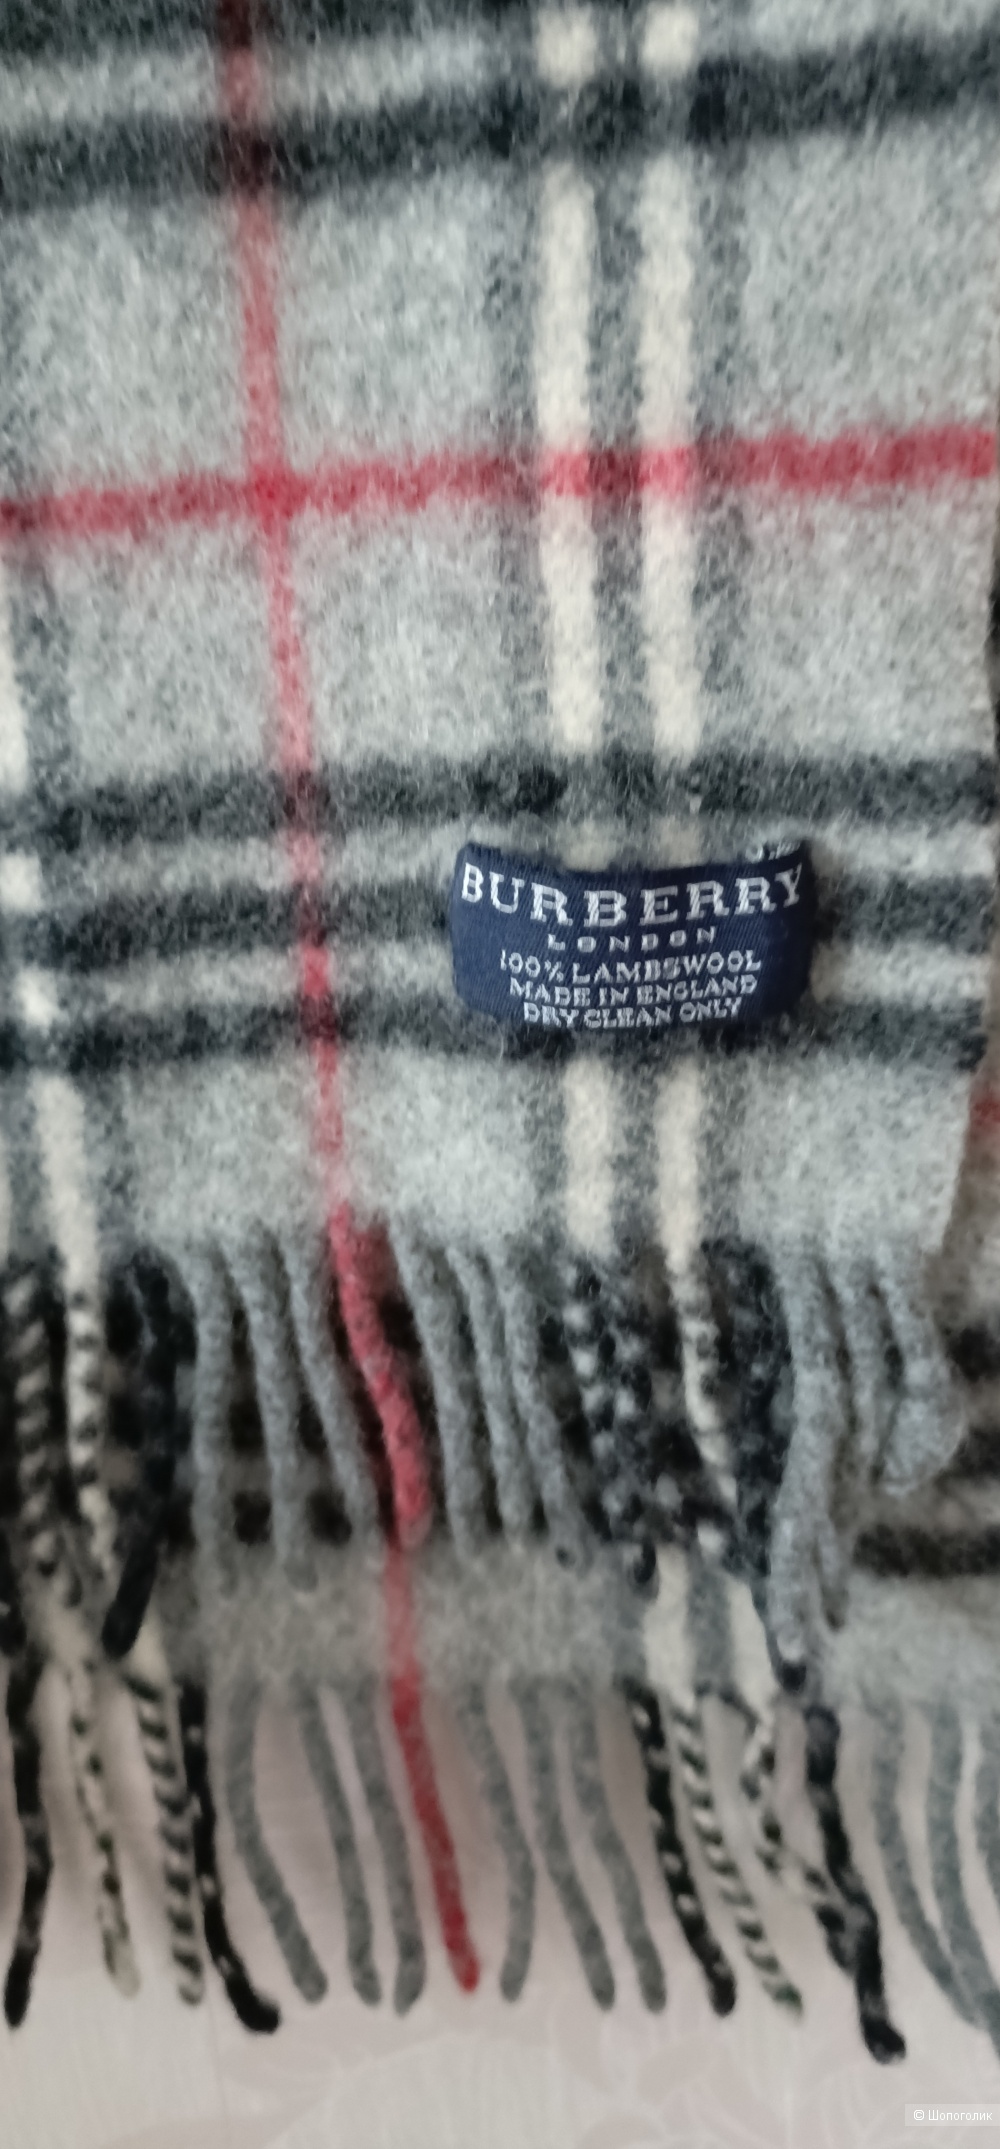 BURBERRY
LONDON
100% LAMBSWOOL
MADE IN ENGLAND
DRY CLEAN ONLY
© Шопоголик